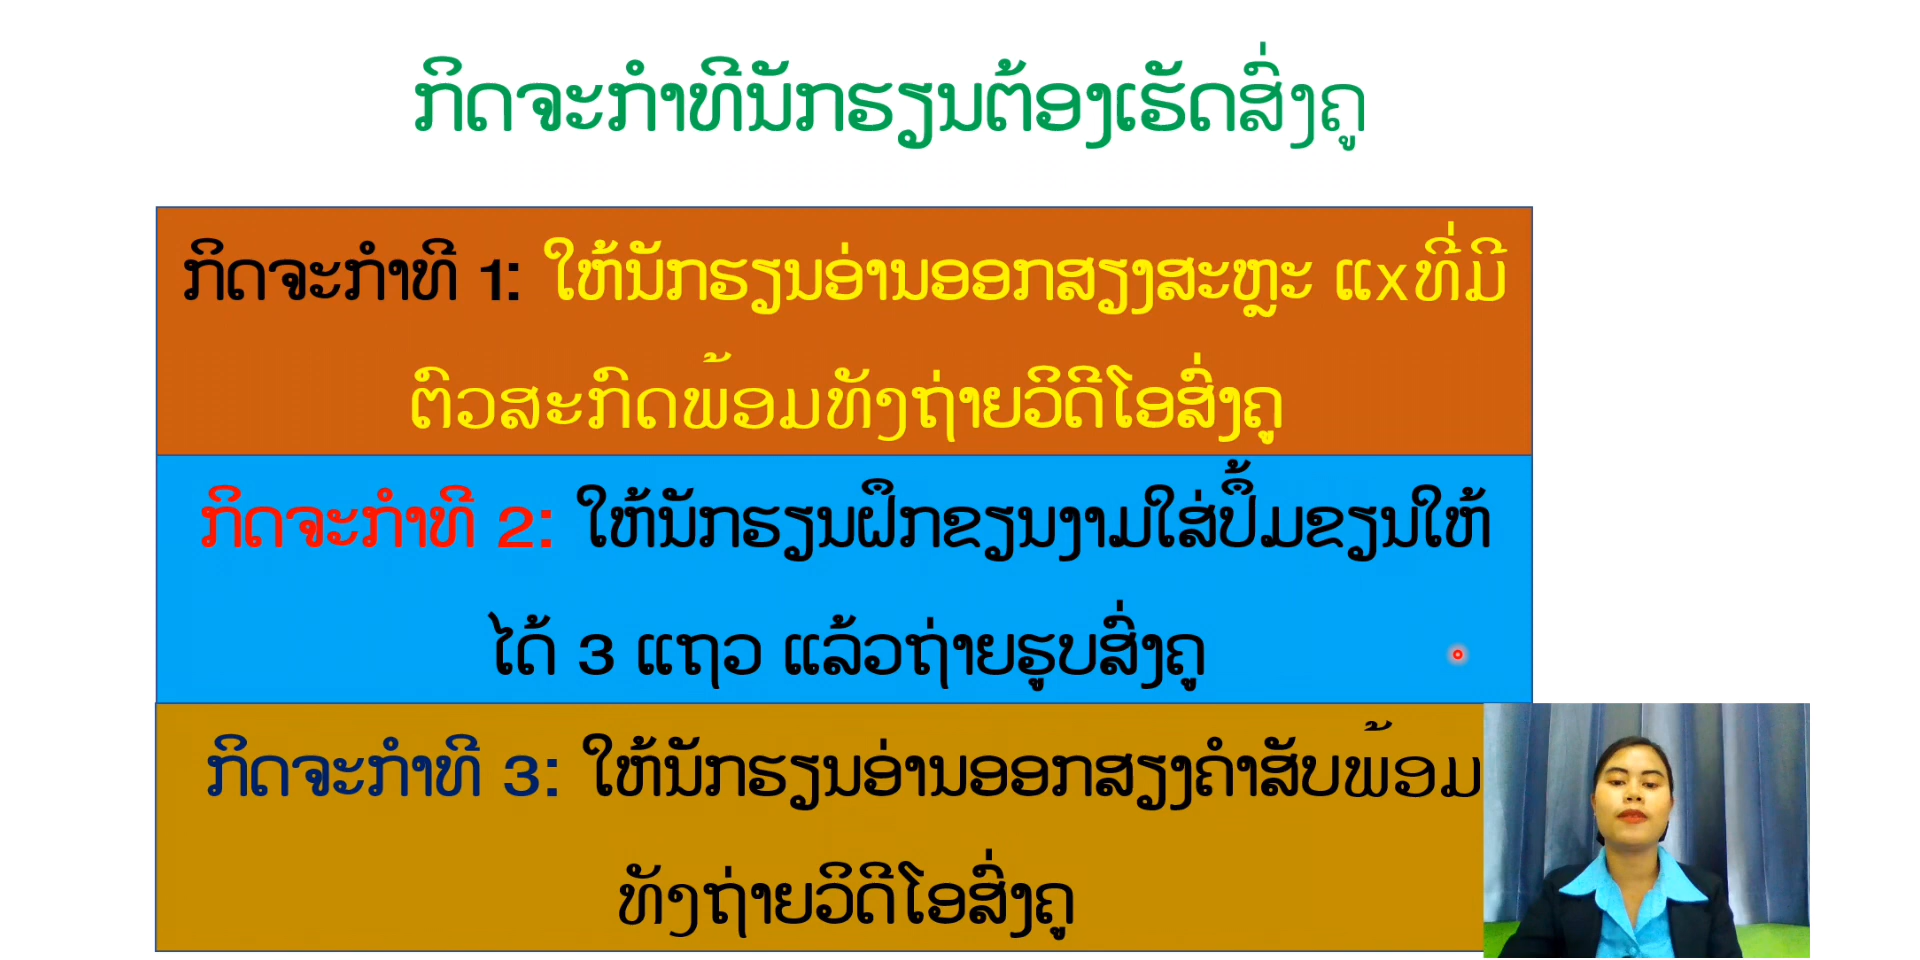 ກິດຈະກຳທີນັກຮຽນຕ້ອງເຮັດສົ່ງຄູ
ກິດຈະກຳທີ 1: ໃຫ້ນັກຮຽນອ່ານອອກສຽງສະຫຼະ ແxທີ່ມີ
ຕົວສະກົດພ້ອມທັງຖ່າຍວິດີໂອສົ່ງຄູ
ກິດຈະກຳທີ 2: ໃຫ້ນັກຮຽນຝຶກຂຽນງາມໃສ່ປຶ້ມຂຽນໃຫ້
ໄດ້ 3 ແຖວ ແລ້ວຖ່າຍຮູບສົ່ງຄູ
ກິດຈະກຳທີ 3: ໃຫ້ນັກຮຽນອ່ານອອກສຽງຄຳສັບພ້ອມ
ທັງຖ່າຍວິດີໂອສົ່ງຄູ